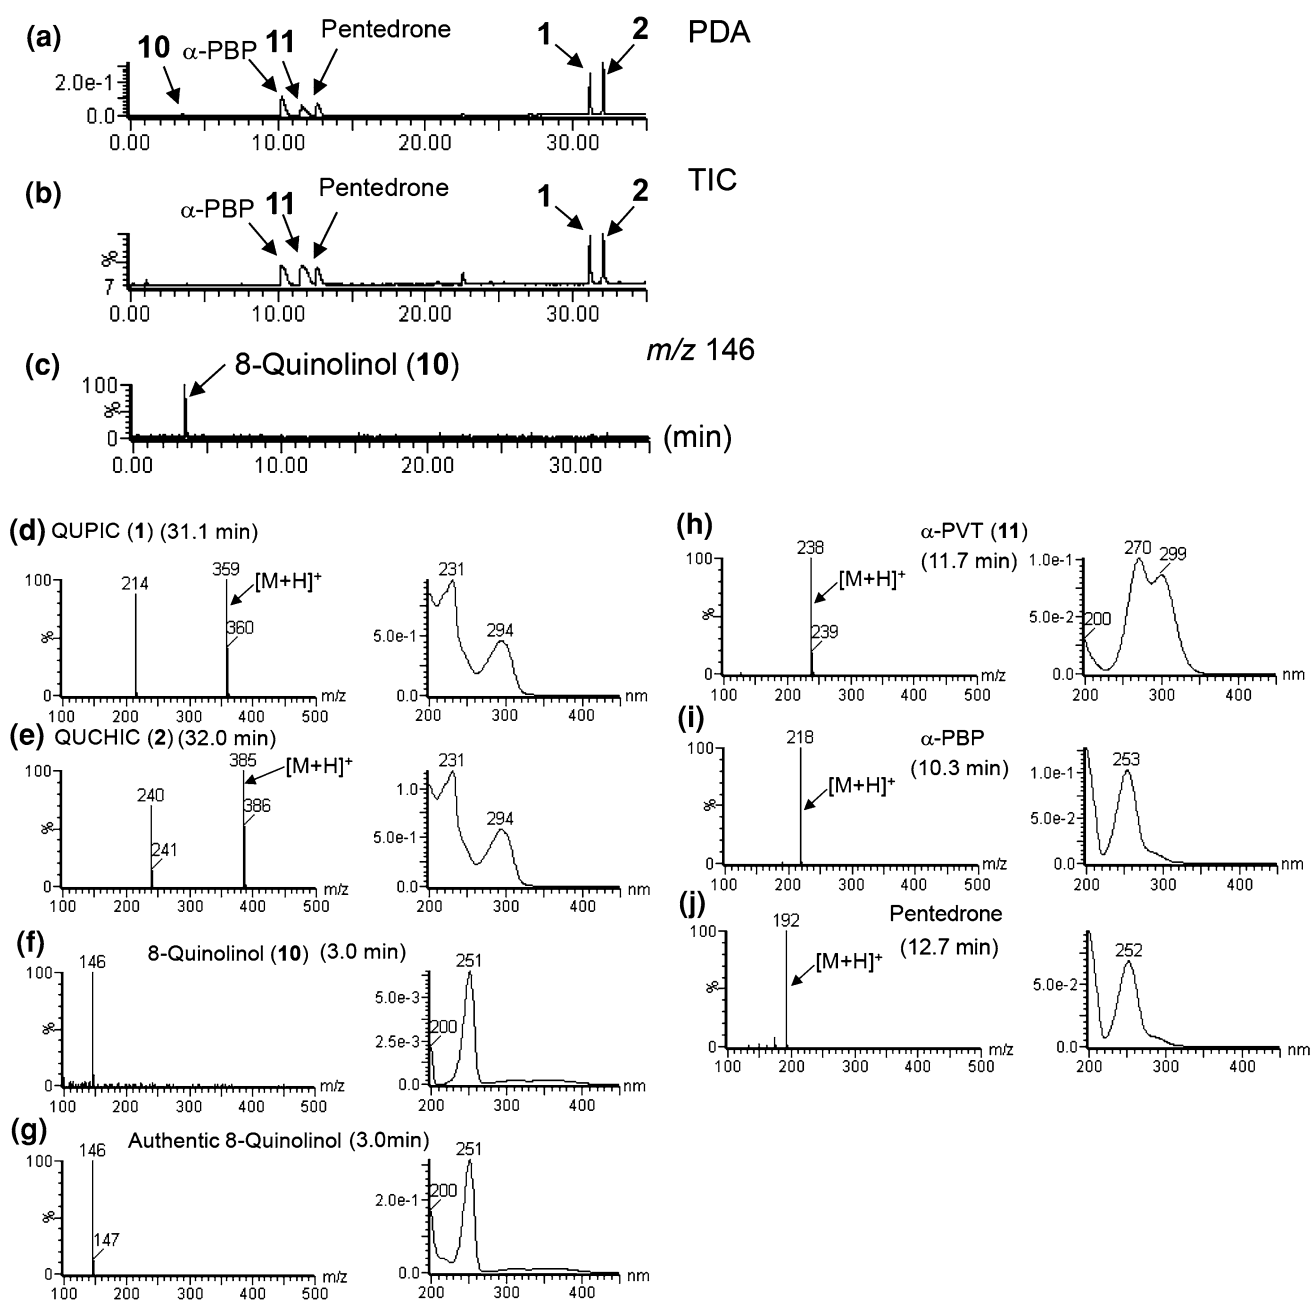 (a)
PDA
10
α-PBP
11
Pentedrone
1
2
2.0e-1
0.0
0.00
10.00
20.00
30.00
(b)
TIC
α-PBP
11
Pentedrone
1
2
%
7
0.00
10.00
20.00
30.00
(c)
8-Quinolinol (10)
m/z 146
100
%
0
(min)
0.00
10.00
20.00
30.00
(d) QUPIC (1) (31.1 min)
100
%
0
214
359
[M+H]+
360
100 200 300 400 500 m/z
231
294
5.0e-1
0.0
200 300 400 nm
(e) QUCHIC (2) (32.0 min)
100
%
0
240
241
385
[M+H]+
386
100 200 300 400 500 m/z
231
294
1.0
5.0e-1
0.0
200 300 400 nm
(f)
8-Quinolinol (10) (3.0 min)
100
%
0
146
100 200 300 400 500 m/z
251
200
5.0e-3
2.5e-3
0.0
200 300 400 nm
(g)
Authentic 8-Quinolinol (3.0min)
100
%
0
146
147
100 200 300 400 500 m/z
251
200
2.0e-1
0.0
200 300 400 nm
(h)
α-PVT (11)
(11.7 min)
100
%
0
238
[M+H]+
239
100 200 300 400 500 m/z
270
299
200
1.0e-1
5.0e-2
0.0
200 300 400 nm
(i)
α-PBP
(10.3 min)
100
%
0
218
[M+H]+
100 200 300 400 500 m/z
253
1.0e-1
5.0e-2
0.0
200 300 400 nm
(j)
Pentedrone
(12.7 min)
100
%
0
192
[M+H]+
100 200 300 400 500 m/z
252
5.0e-2
0.0
200 300 400 nm